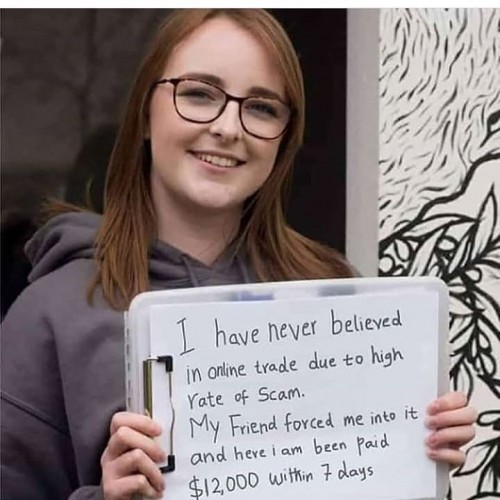 I have never believed
in online trade due to high
rate of Scam.
My Friend forced me into it
and here i am been paid
$12,000 within 7 days